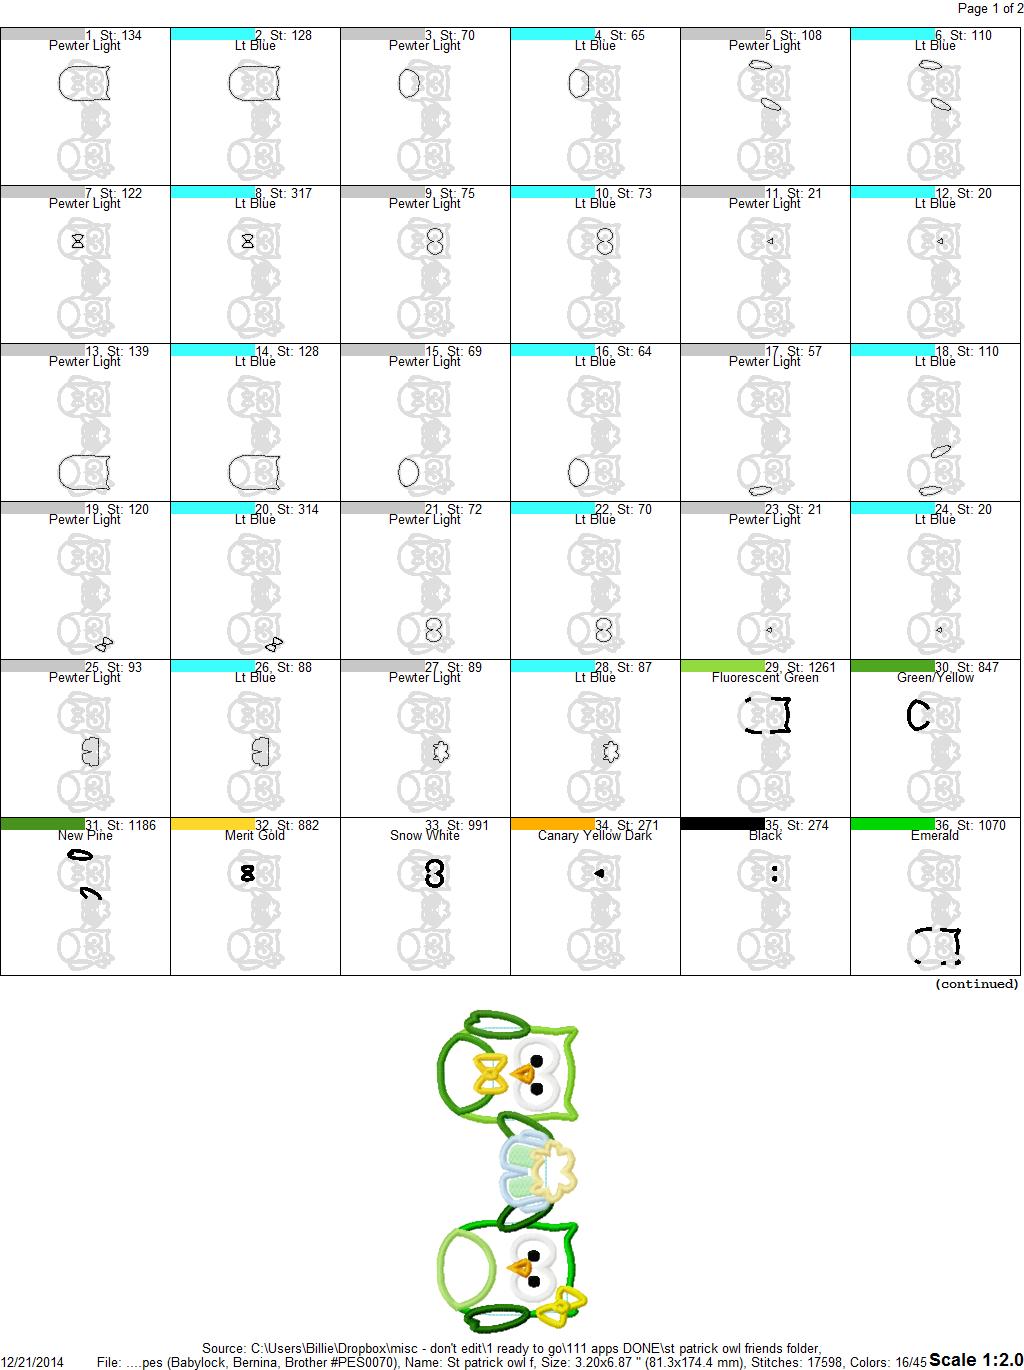 Page 1 of 2
1, St: 134 2, St: 128 3, St: 70 4, St: 65 5, St: 108 6, St: 110
Pewter Light Lt Blue Pewter Light Lt Blue Pewter Light Lt Blue
7, St: 122 8, St: 317 9, St: 75 10, St: 73 11, St: 21 12, St: 20
Pewter Light Lt Blue Pewter Light Lt Blue Pewter Light Lt Blue
13, St: 139 14, St: 128 15, St: 69 16, St: 64 17, St: 57 18, St: 110
Pewter Light Lt Blue Pewter Light Lt Blue Pewter Light Lt Blue
19, St: 120 20, St: 314 21, St: 72 22, St: 70 23, St: 21 24, St: 20
Pewter Light Lt Blue Pewter Light Lt Blue Pewter Light Lt Blue
25, St: 93 26, St: 88 27, St: 89 28, St: 87 29, St: 1261 30, St: 847
Pewter Light Lt Blue Pewter Light Lt Blue Fluorescent Green Green/Yellow
31, St: 1186 32, St: 882 33, St: 991 34, St: 271 35, St: 274 36, St: 1070
New Pine Merit Gold Snow White Canary Yellow Dark Black Emerald
(continued)
Source: C:\Users\Billie\Dropbox\misc - don't edit\1 ready to go\111 apps DONE\st patrick owl friends folder,
12/21/2014 File: ....pes (Babylock, Bernina, Brother #PES0070), Name: St patrick owl f, Size: 3.20x6.87 " (81.3x174.4 mm), Stitches: 17598, Colors: 16/45 Scale 1:2.0